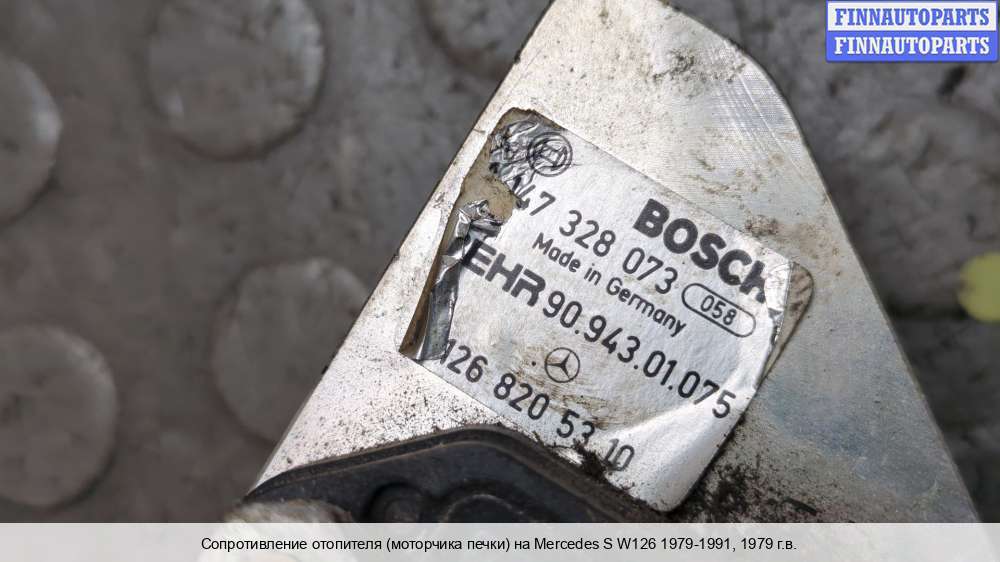 FINNAUTOPARTS
FINNAUTOPARTS
BOSCH
47 328 073 058
Made in Germany
EHR 90.943.01.075
126 820 53 10
Сопротивление отопителя (моторчика печки) на Mercedes S W126 1979-1991, 1979 г.в.